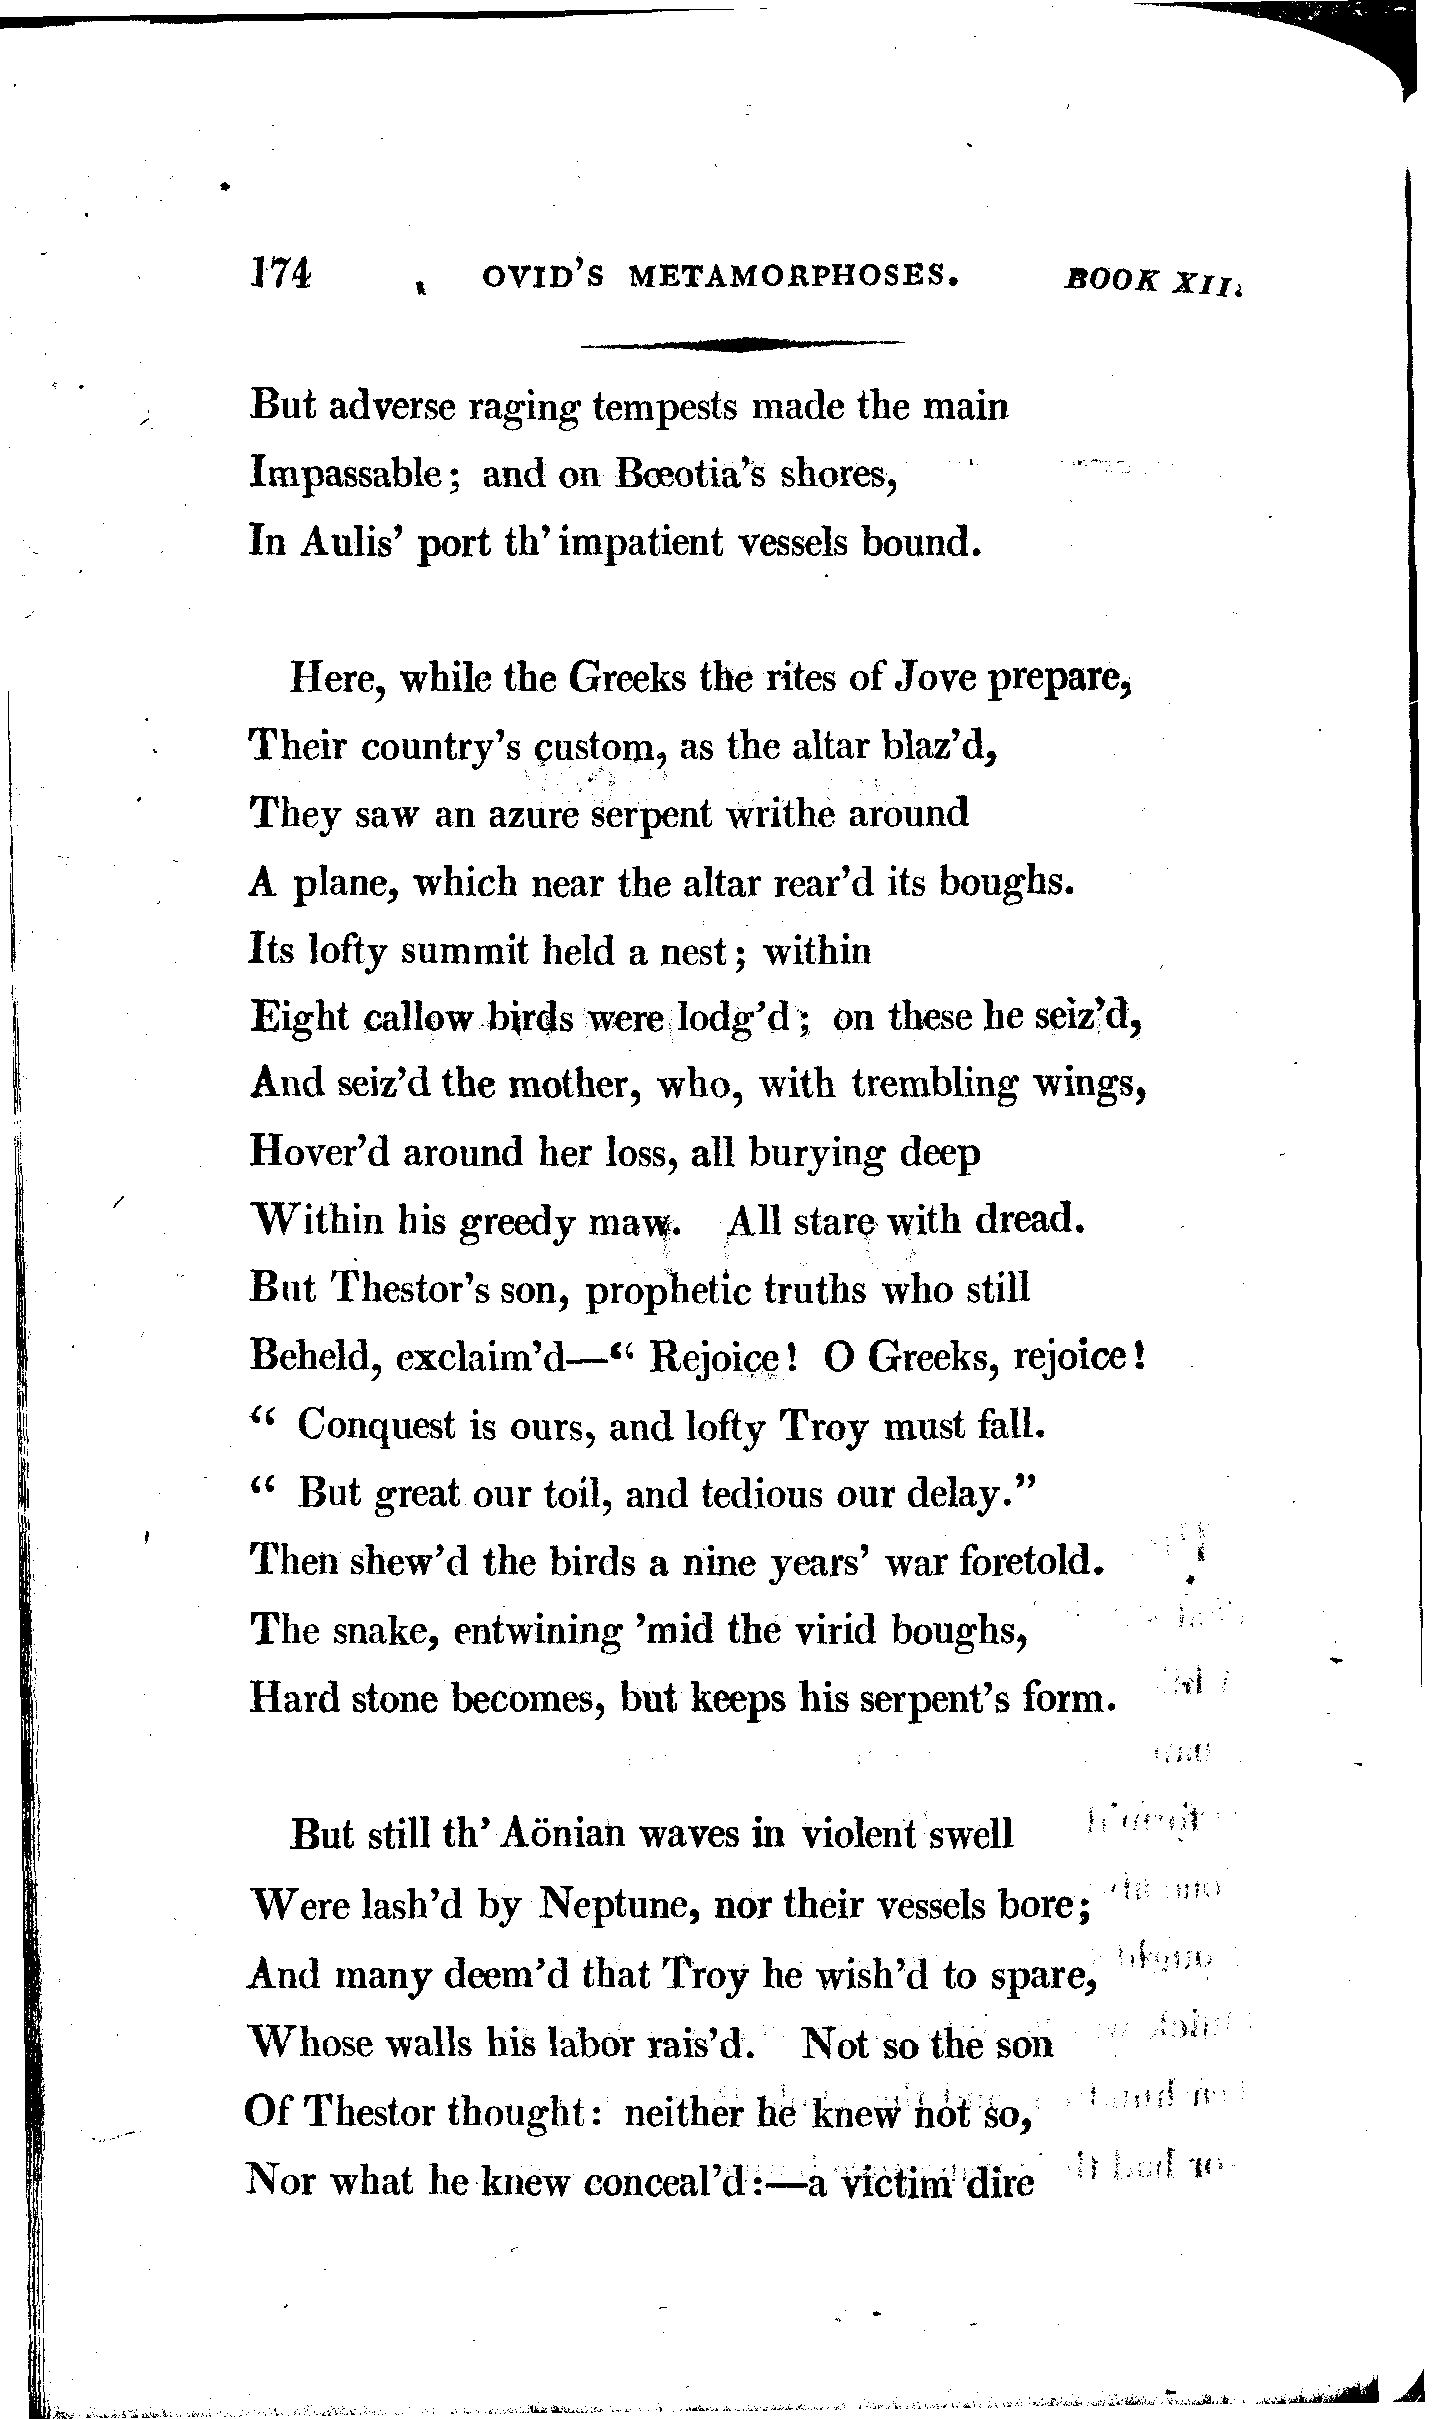 174 OVID'S METAMORPHOSES. BOOK XII.
But adverse raging tempests made the main
Impassable; and on Bœotia's shores,
In Aulis' port th' impatient vessels bound.
Here, while the Greeks the rites of Jove prepare,
Their country's custom, as the altar blaz'd,
They saw an azure serpent writhe around
A plane, which near the altar rear'd its boughs.
Its lofty summit held a nest; within
Eight callow birds were lodg'd; on these he seiz'd,
And seiz'd the mother, who, with trembling wings,
Hover'd around her loss, all burying deep
Within his greedy maw. All stare with dread.
But Thestor's son, prophetic truths who still
Beheld, exclaim'd—“ Rejoice! O Greeks, rejoice!
“ Conquest is ours, and lofty Troy must fall.
“ But great our toil, and tedious our delay.”
Then shew'd the birds a nine years' war foretold.
The snake, entwining 'mid the virid boughs,
Hard stone becomes, but keeps his serpent's form.
But still th' Aönian waves in violent swell
Were lash'd by Neptune, nor their vessels bore;
And many deem'd that Troy he wish'd to spare,
Whose walls his labor rais'd. Not so the son
Of Thestor thought: neither he knew not so,
Nor what he knew conceal'd:—a victim dire